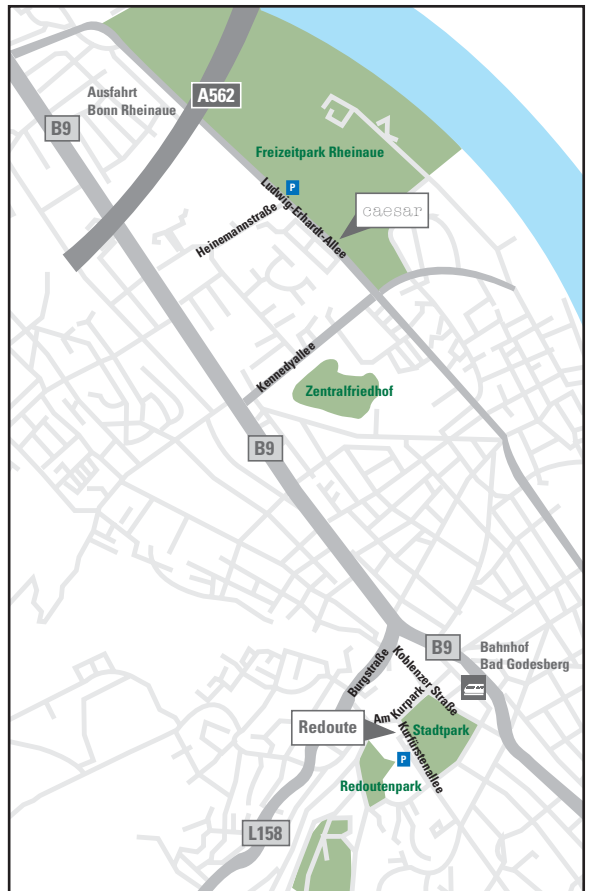 Ausfahrt
Bonn Rheinaue
A562
B9
Freizeitpark Rheinaue
P
Ludwig-Erhardt-Allee
caesar
Heinemannstraße
Kennedyallee
Zentralfriedhof
B9
B9
Bahnhof
Bad Godesberg
Burgstraße
Koblenzer Straße
Am Kurpark
Redoute
Stadtpark
Kurfürstenallee
P
Redoutenpark
L158